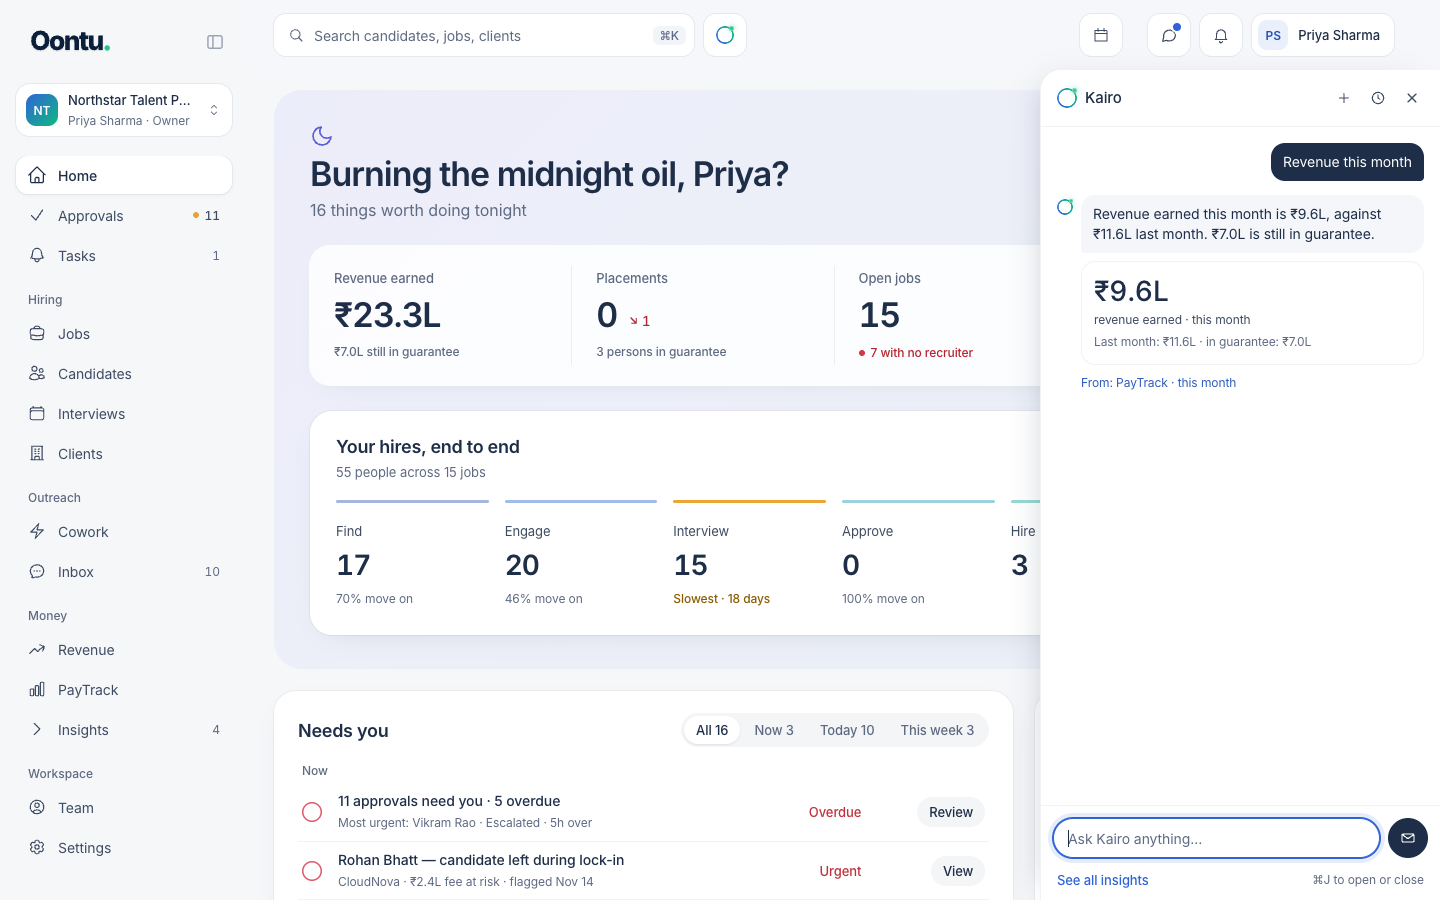 Oontu.
NT
Northstar Talent P...
Priya Sharma · Owner
Home
Approvals 11
Tasks 1
Hiring
Jobs
Candidates
Interviews
Clients
Outreach
Cowork
Inbox 10
Money
Revenue
PayTrack
Insights 4
Workspace
Team
Settings
Search candidates, jobs, clients ⌘K
PS Priya Sharma
Burning the midnight oil, Priya?
16 things worth doing tonight
Revenue earned
₹23.3L
₹7.0L still in guarantee
Placements
0 ↘ 1
3 persons in guarantee
Open jobs
15
7 with no recruiter
Your hires, end to end
55 people across 15 jobs
Find
17
70% move on
Engage
20
46% move on
Interview
15
Slowest · 18 days
Approve
0
100% move on
Hire
3
Needs you
All 16 Now 3 Today 10 This week 3
Now
11 approvals need you · 5 overdue
Most urgent: Vikram Rao · Escalated · 5h over
Overdue Review
Rohan Bhatt — candidate left during lock-in
CloudNova · ₹2.4L fee at risk · flagged Nov 14
Urgent View
Kairo
Revenue this month
Revenue earned this month is ₹9.6L, against
₹11.6L last month. ₹7.0L is still in guarantee.
₹9.6L
revenue earned · this month
Last month: ₹11.6L · in guarantee: ₹7.0L
From: PayTrack · this month
Ask Kairo anything...
See all insights ⌘J to open or close